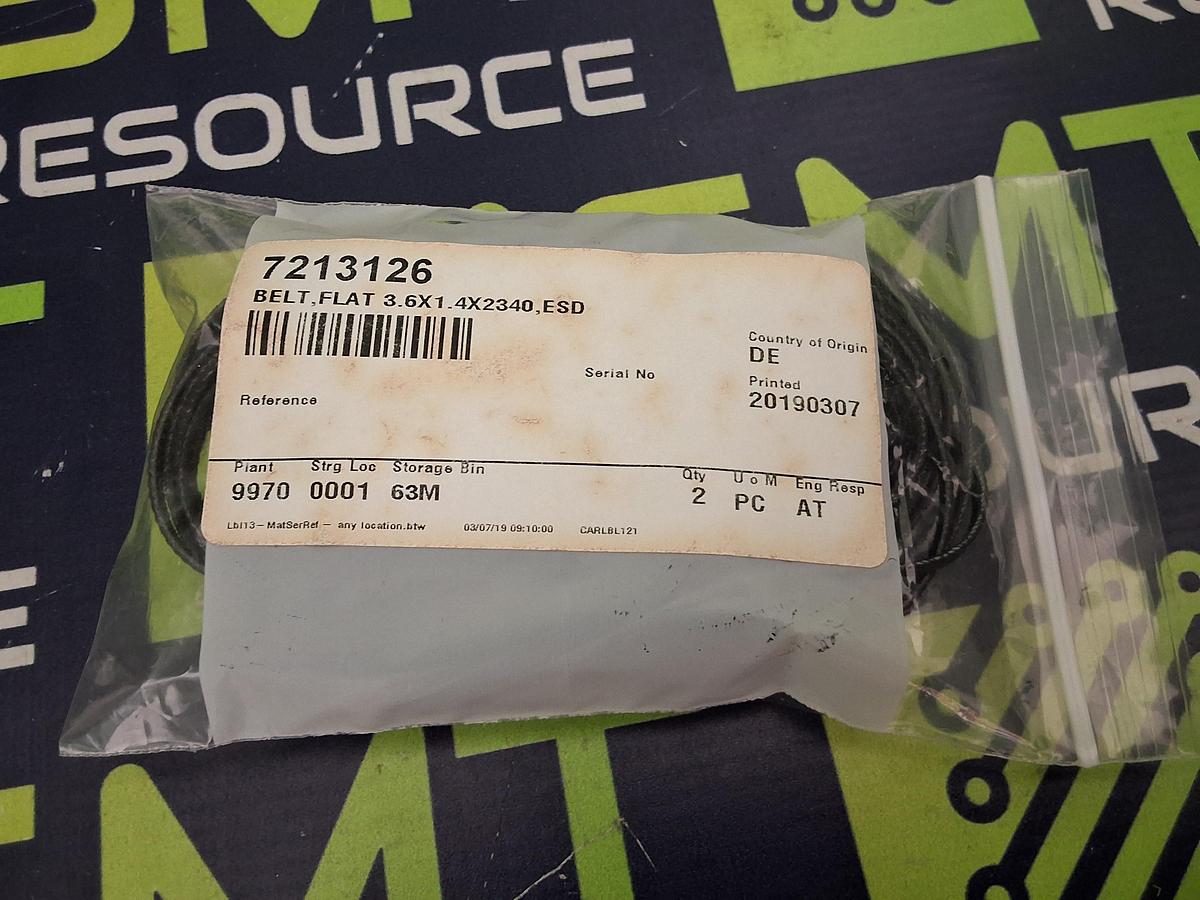 RESOURCE
7213126
BELT,FLAT 3.6X1.4X2340,ESD
Country of Origin
DE
Serial No
Printed
20190307
Reference
Plant Strg Loc Storage Bin Qty U o M Eng Resp
9970 0001 63M 2 PC AT
Lbl13- MatSerRef - any location.btw 03/07/19 09:10:00 CARLBL121